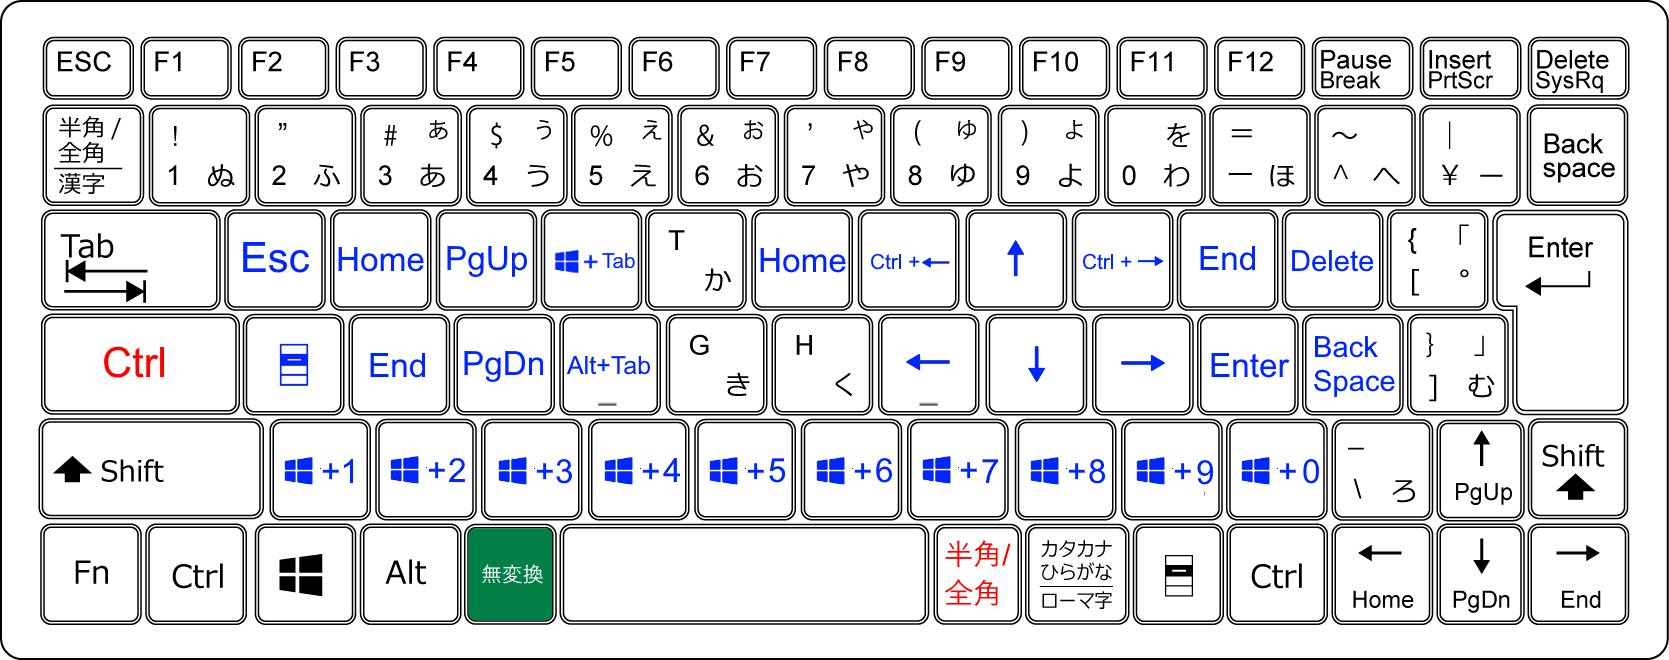 ESC F1 F2 F3 F4 F5 F6 F7 F8 F9 F10 F11 F12 Pause Break Insert PrtScr Delete SysRq
半角/全角 漢字 ! 1 ぬ ” 2 ふ # ぁ 3 あ $ ぅ 4 う % ぇ 5 え & ぉ 6 お ’ ゃ 7 や ( ゅ 8 ゆ ) ょ 9 よ を 0 わ = ー ほ ～ ^ へ | ¥ ー Back space
Tab Esc Home PgUp + Tab T か Home Ctrl +← ↑ Ctrl +→ End Delete { 「 [ ° Enter
Ctrl End PgDn Alt+Tab G き H く ← ↓ → Enter Back Space } 」 ] む
Shift +1 +2 +3 +4 +5 +6 +7 +8 +9 +0 _ \ ろ ↑ PgUp Shift
Fn Ctrl Alt 無変換 半角/全角 カタカナ ひらがな ローマ字 Ctrl ← Home ↓ PgDn → End